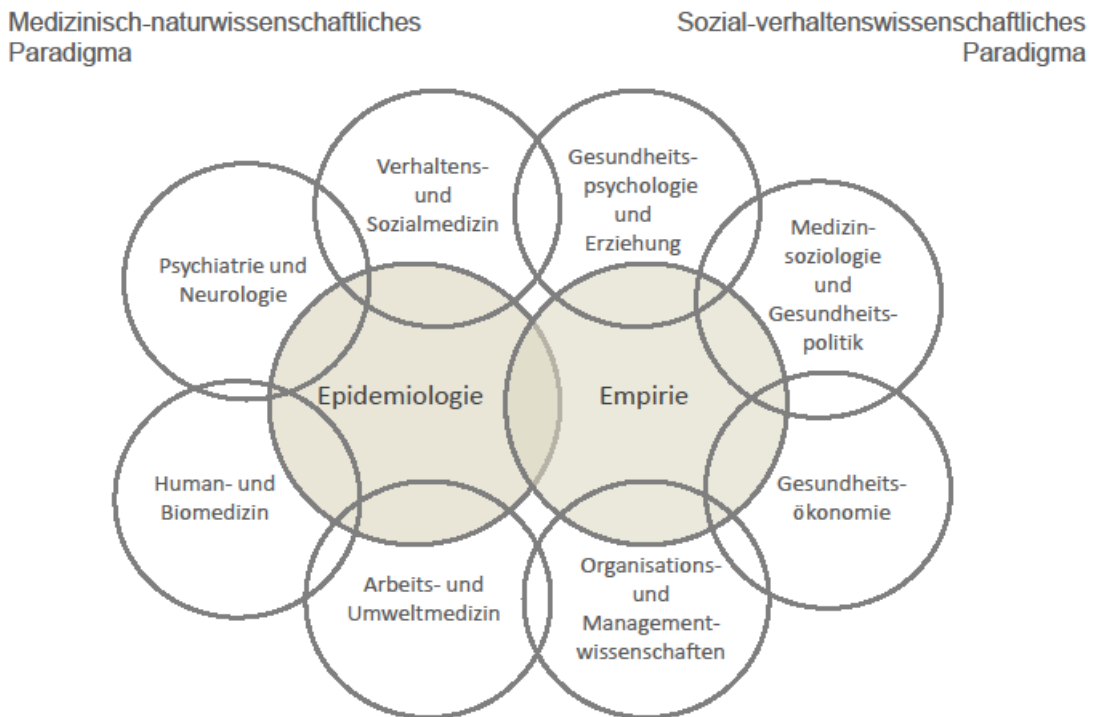 Medizinisch-naturwissenschaftliches
Paradigma
Sozial-verhaltenswissenschaftliches
Paradigma
Verhaltens-
und
Sozialmedizin
Gesundheits-
psychologie
und
Erziehung
Psychiatrie und
Neurologie
Medizin-
soziologie
und
Gesundheits-
politik
Epidemiologie
Empirie
Human- und
Biomedizin
Gesundheits-
ökonomie
Arbeits- und
Umweltmedizin
Organisations-
und
Management-
wissenschaften